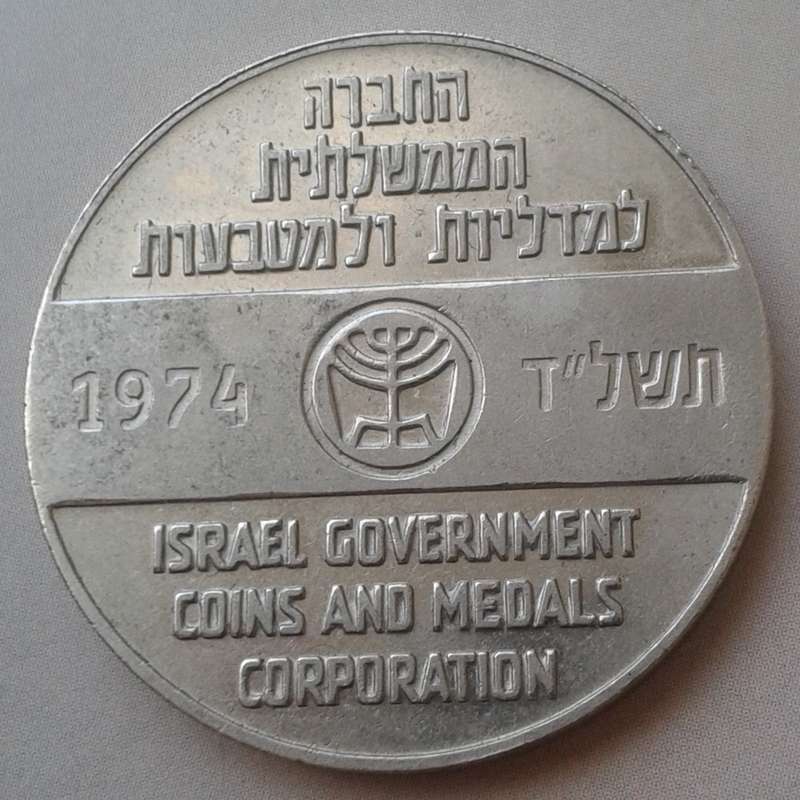 החברה
הממשלתית
למדליות ולמטבעות
1974 תשל"ד
ISRAEL GOVERNMENT
COINS AND MEDALS
CORPORATION